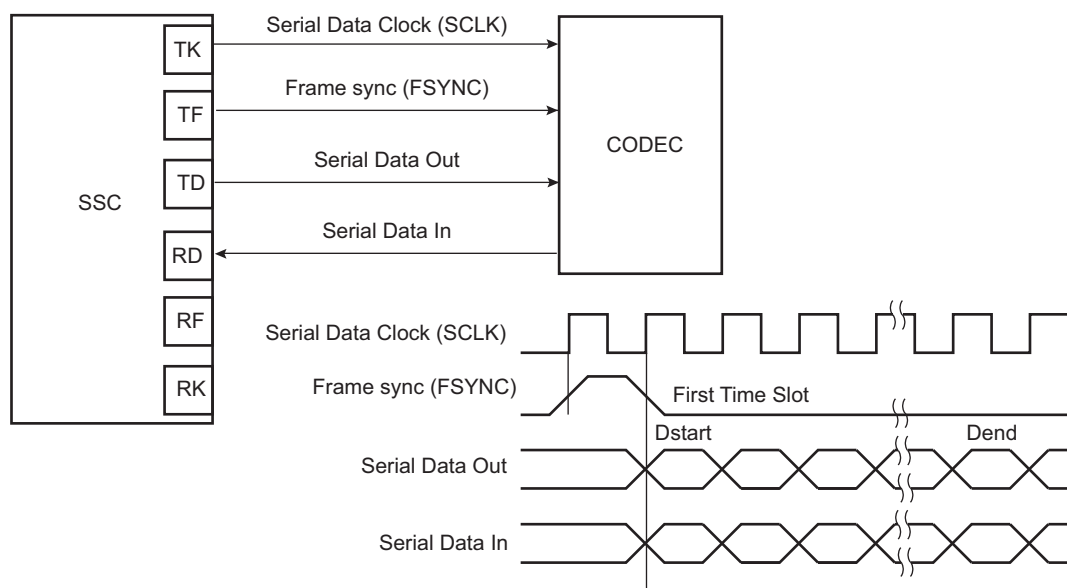 SSC
TK
TF
TD
RD
RF
RK
Serial Data Clock (SCLK)
Frame sync (FSYNC)
Serial Data Out
Serial Data In
CODEC
Serial Data Clock (SCLK)
Frame sync (FSYNC)
First Time Slot
Dstart
Dend
Serial Data Out
Serial Data In